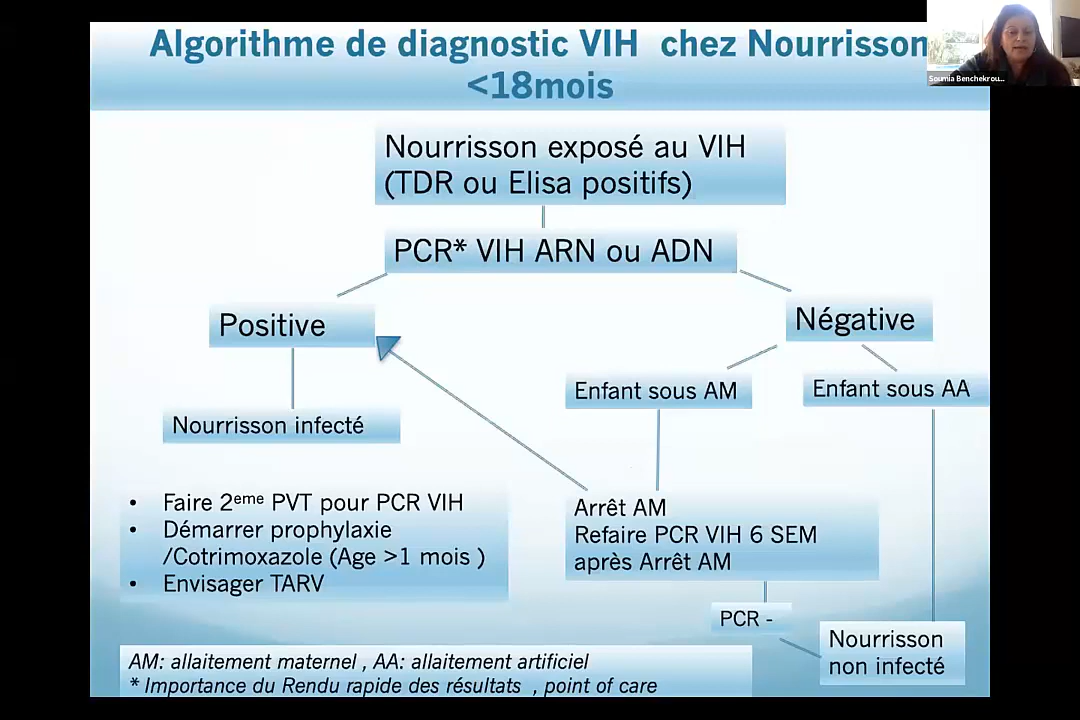 Algorithme de diagnostic VIH chez Nourrisson
<18mois
Soumia Benchekrou...
Nourrisson exposé au VIH
(TDR ou Elisa positifs)
PCR* VIH ARN ou ADN
Positive
Négative
Enfant sous AM
Enfant sous AA
Nourrisson infecté
• Faire 2eme PVT pour PCR VIH
• Démarrer prophylaxie
/Cotrimoxazole (Age >1 mois )
• Envisager TARV
Arrêt AM
Refaire PCR VIH 6 SEM
après Arrêt AM
PCR -
Nourrisson
non infecté
AM: allaitement maternel , AA: allaitement artificiel
* Importance du Rendu rapide des résultats , point of care